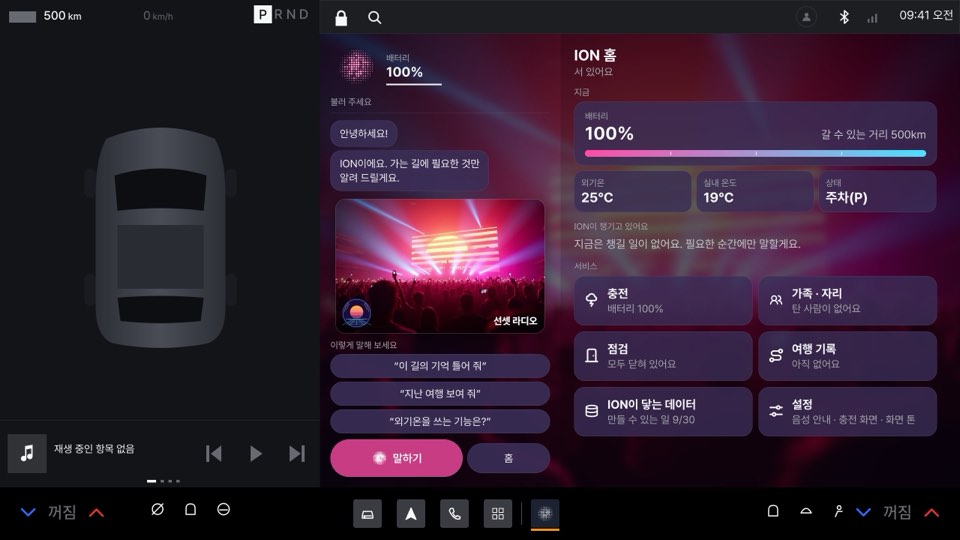 500 km
0 km/h
P R N D
09:41 오전
배터리
100%
불러 주세요
안녕하세요!
ION이에요. 가는 길에 필요한 것만
알려 드릴게요.
선셋 라디오
이렇게 말해 보세요
“이 길의 기억 틀어 줘”
“지난 여행 보여 줘”
“외기온을 쓰는 기능은?”
말하기
홈
ION 홈
서 있어요
지금
배터리
100%
갈 수 있는 거리 500km
외기온
25°C
실내 온도
19°C
상태
주차(P)
ION이 챙기고 있어요
지금은 챙길 일이 없어요. 필요한 순간에만 말할게요.
서비스
충전
배터리 100%
가족 · 자리
탄 사람이 없어요
점검
모두 닫혀 있어요
여행 기록
아직 없어요
ION이 닿는 데이터
만들 수 있는 일 9/30
설정
음성 안내 · 충전 화면 · 화면 톤
재생 중인 항목 없음
꺼짐
꺼짐